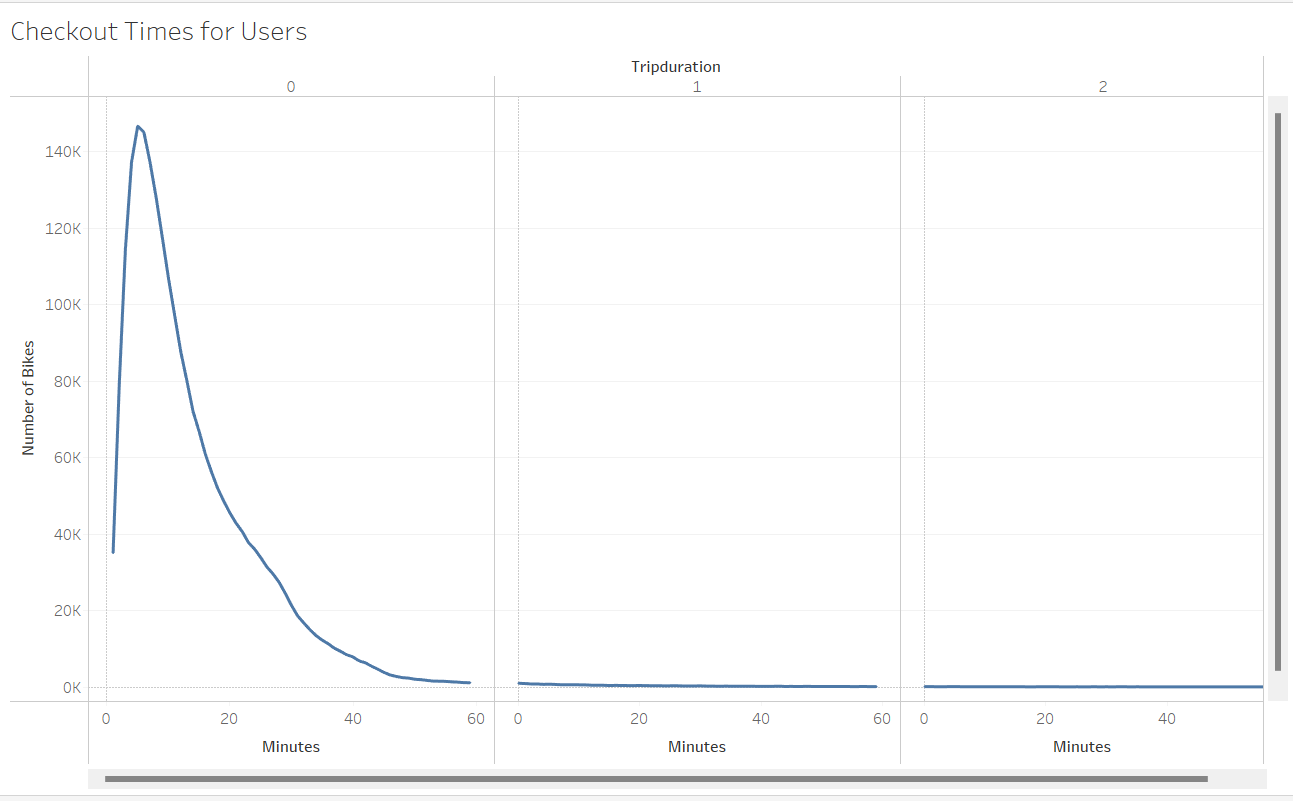 Checkout Times for Users
Tripduration
0 1 2
140K
120K
100K
80K
60K
40K
20K
0K
Number of Bikes
0 20 40 60 0 20 40 60 0 20 40
Minutes Minutes Minutes